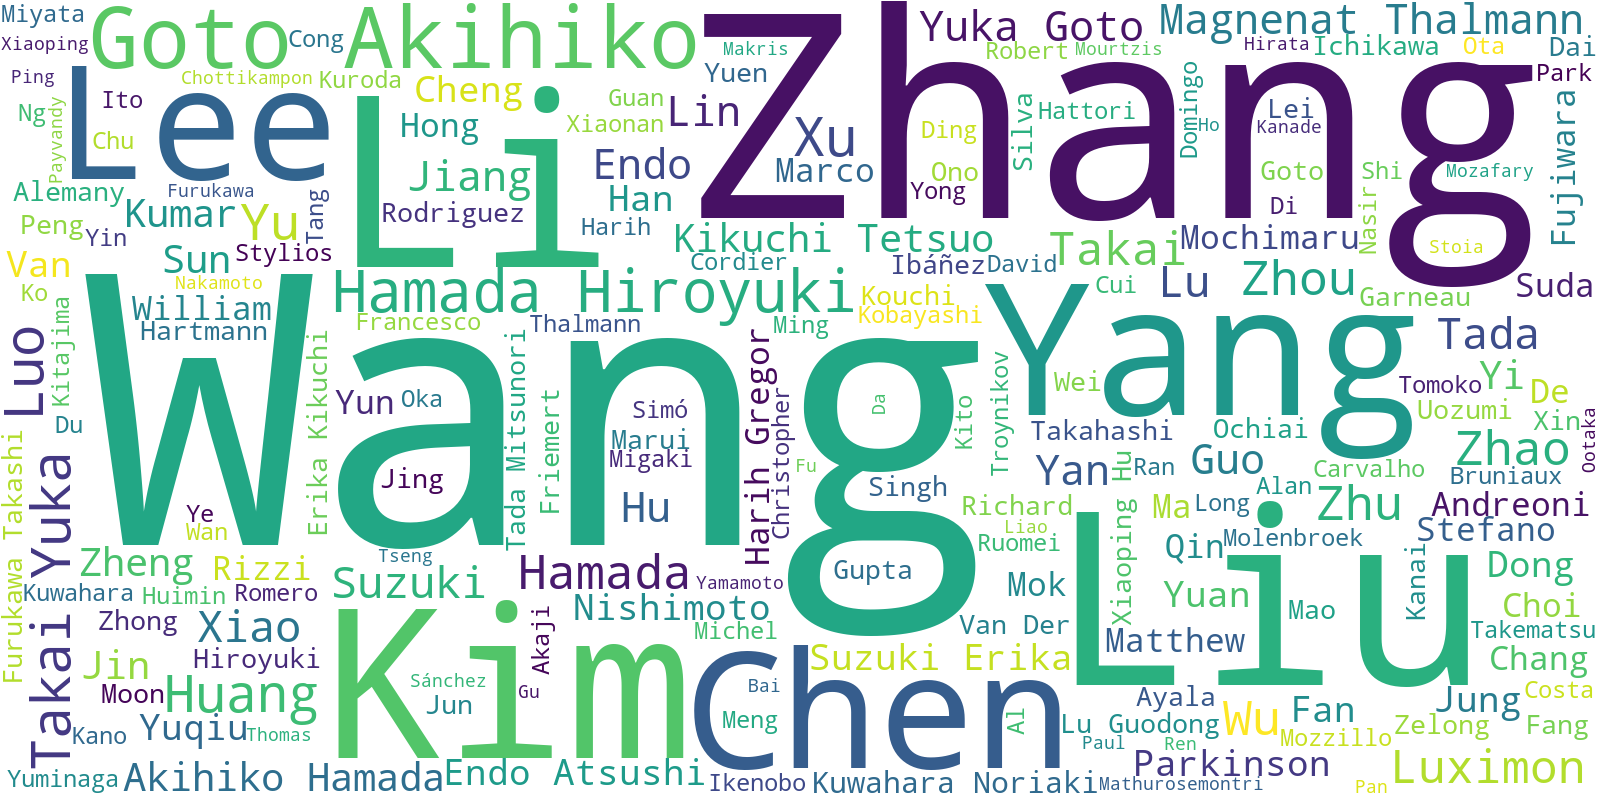 Miyata
Goto Akihiko
Cong
Zhang
Yuka Goto
Magnenat Thalmann
Xiaoping
Makris
Robert
Mourtzis
Hirata
Ichikawa
Ota
Dai
Ping
Lee
Chottikampon
Kuroda
Li
Cheng
Yuen
Park
Ng
Payvandy
Ito
Chu
Hong
Guan
Xiaonan
Lin
Xu
Ding
Silva
Hattori
Domingo
Ho
Lei
Kanade
Fujiwara
Alemany
Furukawa
Jiang
Endo
Marco
Ono
Yong
Goto
Shi
Mozafary
Peng
Kumar
Yu
Tang
Rodriguez
Han
Harih
Di
Nasir
Yin
Stylios
Kikuchi Tetsuo
Takai
Mochimaru
Stoia
Van
Sun
Cordier
Ibáñez
David
Cui
Lu
Zhou
Suda
Ko
Nakamoto
William
Hamada Hiroyuki
Kouchi
Kobayashi
Yang
Garneau
Kitajima
Hartmann
Wang
Erika Kikuchi
Francesco
Thalmann
Ming
Tada
Luo
Yun
Oka
Tada Mitsunori
Friemert
Simó
Harih Gregor
Christopher
Da
Kito
Troynikov
Wei
Tomoko
Yi
De
Uozumi
Du
Marui
Migaki
Takahashi
Ochiai
Xin
Ootaka
Furukawa Takashi
Takai Yuka
Jing
Hu
Fu
Singh
Yan
Xiaoping Hu
Ran
Guo
Carvalho
Zhao
Bruniaux
Ye
Wan
Richard
Liao
Ma
Long
Alan
Zhu
Andreoni
Zheng
Rizzi
Tseng
Hamada
Gupta
Ruomei
Liu
Qin
Molenbroek
Stefano
Kuwahara
Huimin
Romero
Suzuki
Yamamoto
Mok
Yuan
Mao
Kanai
Dong
Choi
Zhong
Xiao
Kim
Akaji
Nishimoto
Michel
Chen
Van Der
Matthew
Takematsu
Jin
Hiroyuki
Suzuki Erika
Chang
Moon
Huang
Sánchez
Gu
Bai
Ayala
Jung
Costa
Kano
Yuqiu
Thomas
Jun
Meng
Al
Lu Guodong
Wu
Fan
Zelong
Fang
Paul
Ren
Mozzillo
Yuminaga
Akihiko Hamada
Endo Atsushi
Ikenobo
Kuwahara Noriaki
Mathurosemontri
Parkinson
Pan
Luximon